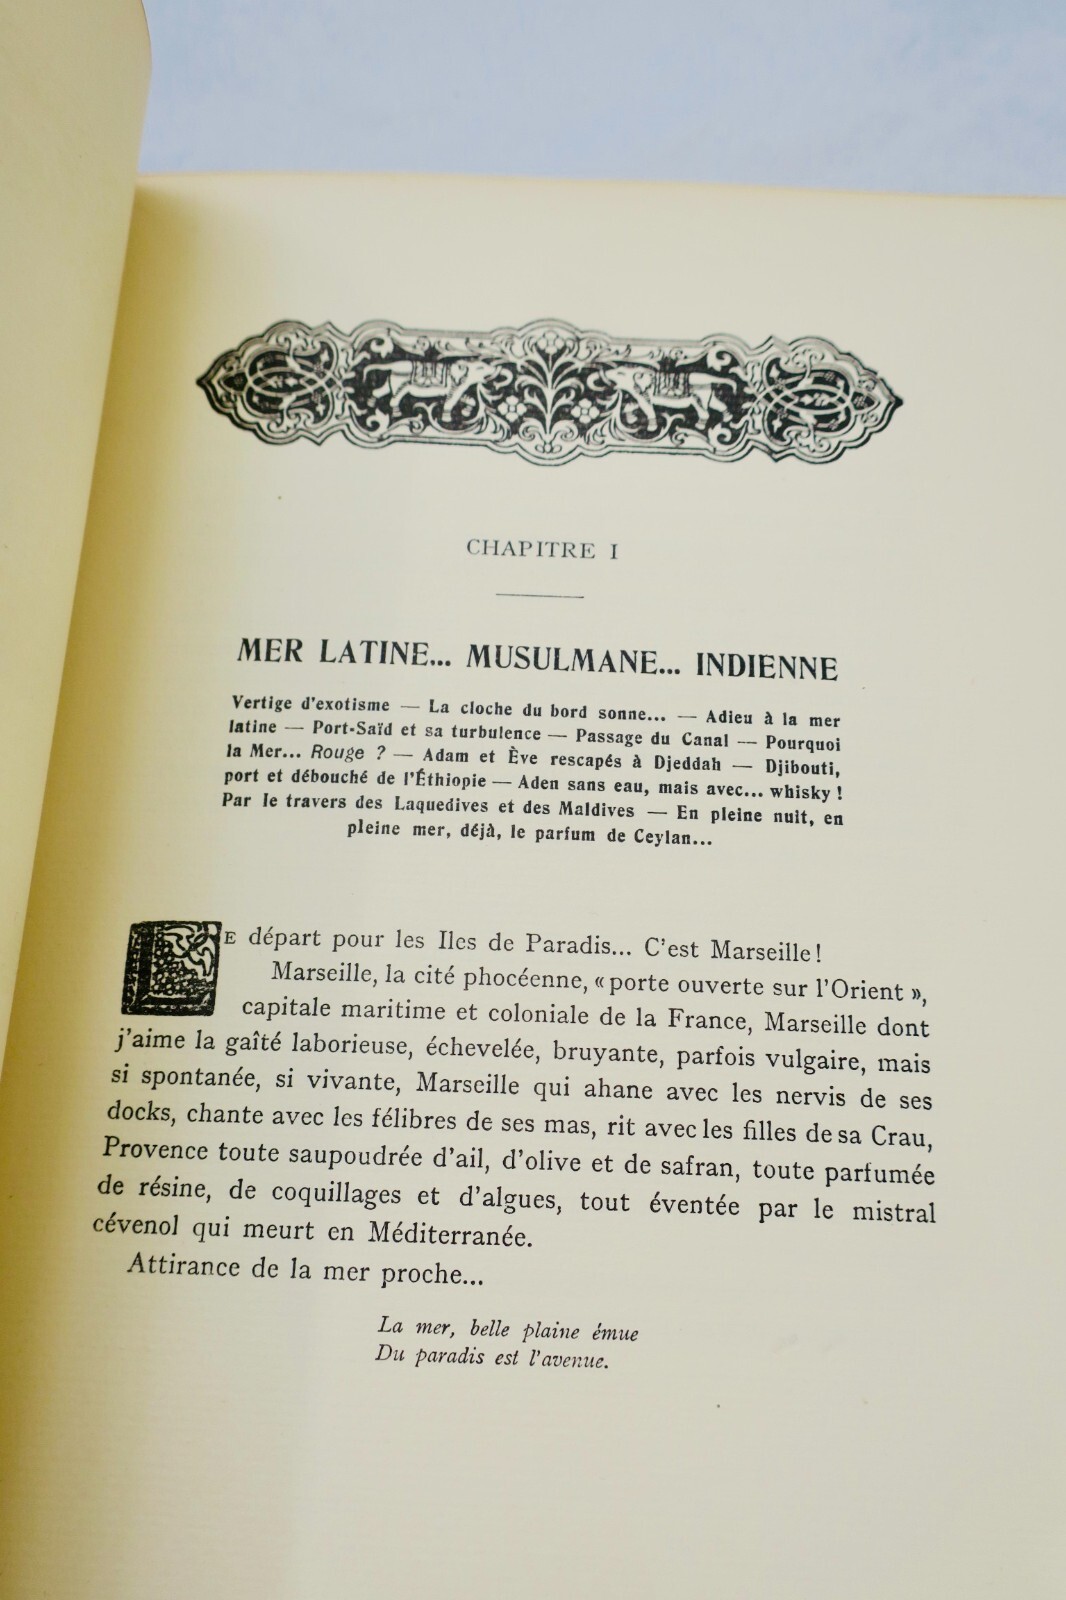 CHAPITRE I
MER LATINE... MUSULMANE... INDIENNE
Vertige d'exotisme — La cloche du bord sonne... — Adieu à la mer
latine — Port-Saïd et sa turbulence — Passage du Canal — Pourquoi
la Mer... Rouge ? — Adam et Ève rescapés à Djeddah — Djibouti,
port et débouché de l'Éthiopie — Aden sans eau, mais avec... whisky !
Par le travers des Laquedives et des Maldives — En pleine nuit, en
pleine mer, déjà, le parfum de Ceylan...
LE départ pour les Iles de Paradis... C'est Marseille !
Marseille, la cité phocéenne, « porte ouverte sur l'Orient »,
capitale maritime et coloniale de la France, Marseille dont
j'aime la gaîté laborieuse, échevelée, bruyante, parfois vulgaire, mais
si spontanée, si vivante, Marseille qui ahane avec les nervis de ses
docks, chante avec les félibres de ses mas, rit avec les filles de sa Crau,
Provence toute saupoudrée d'ail, d'olive et de safran, toute parfumée
de résine, de coquillages et d'algues, tout éventée par le mistral
cévenol qui meurt en Méditerranée.
Attirance de la mer proche...
La mer, belle plaine émue
Du paradis est l'avenue.